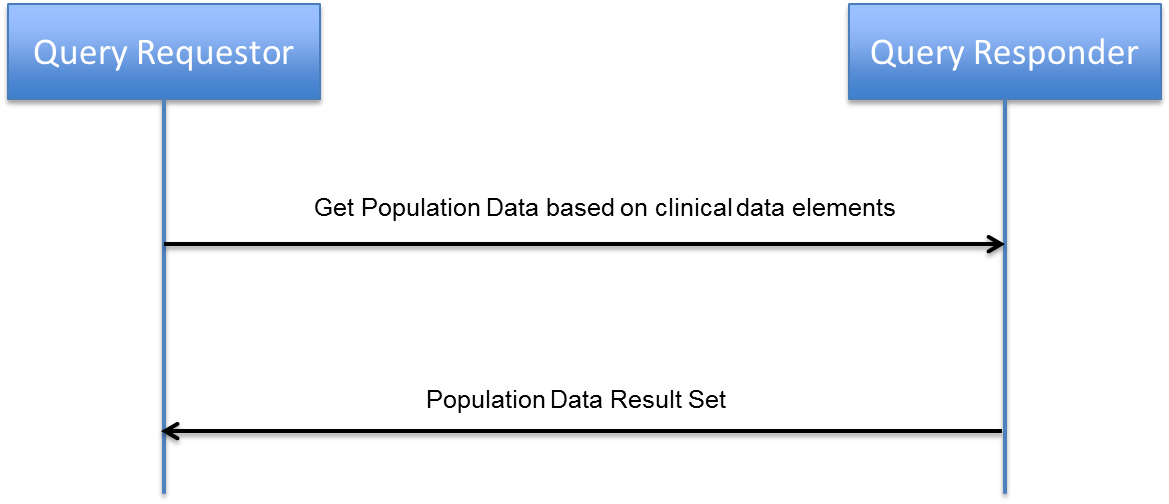 Query Requestor
Query Responder
Get Population Data based on clinical data elements
Population Data Result Set